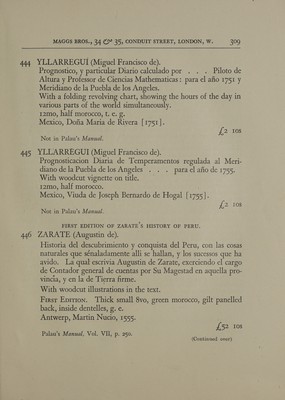 MAGGS BROS., 34 & 35, CONDUIT STREET, LONDON, W. 309
444 YLLARREGUI (Miguel Francisco de).
Prognostico, y particular Diario calculado por . . . Piloto de
Altura y Professor de Ciencias Mathematicas : para el año 1751 y
Meridiano de la Puebla de los Angeles.
With a folding revolving chart, showing the hours of the day in
various parts of the world simultaneously.
12mo, half morocco, t. e. g.
Mexico, Doña Maria de Rivera [1751].
£2 10s
Not in Palau's Manual.
445 YLLARREGUI (Miguel Francisco de).
Prognosticacion Diaria de Temperamentos regulada al Meri-
diano de la Puebla de los Angeles . . . para el año de 1755.
With woodcut vignette on title.
12mo, half morocco.
Mexico, Viuda de Joseph Bernardo de Hogal [1755].
£2 10s
Not in Palau's Manual.
FIRST EDITION OF ZARATE'S HISTORY OF PERU.
446 ZARATE (Augustin de).
Historia del descubrimiento y conquista del Peru, con las cosas
naturales que señaladamente alli se hallan, y los sucessos que ha
avido. La qual escrivia Augustin de Zarate, exerciendo el cargo
de Contador general de cuentas por Su Magestad en aquella pro-
vincia, y en la de Tierra firme.
With woodcut illustrations in the text.
FIRST EDITION. Thick small 8vo, green morocco, gilt panelled
back, inside dentelles, g. e.
Antwerp, Martin Nucio, 1555.
£52 10s
Palau's Manual, Vol. VII, p. 250.
(Continued over)